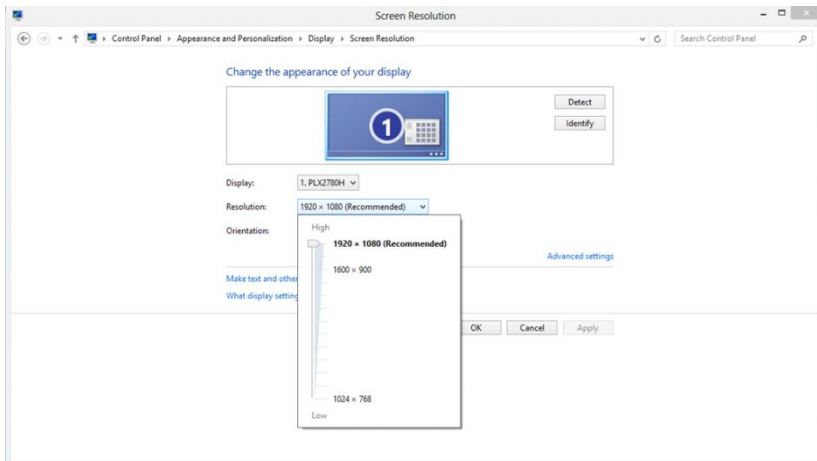 Screen Resolution
Control Panel Appearance and Personalization Display Screen Resolution
Search Control Panel
Change the appearance of your display
1
Detect
Identify
Display: 1. PLX2780H
Resolution: 1920 × 1080 (Recommended)
Orientation:
High
1920 × 1080 (Recommended)
Advanced settings
1600 × 900
Make text and other
What display setting
OK Cancel Apply
1024 × 768
Low